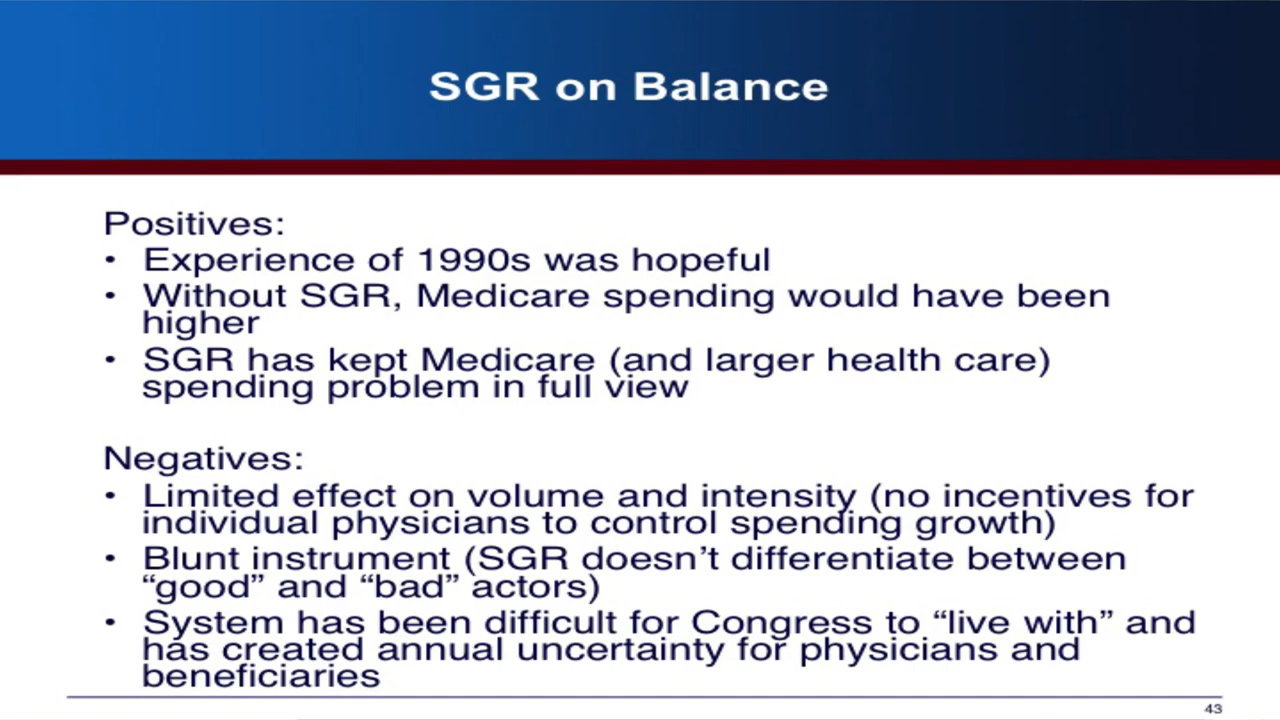 SGR on Balance
Positives:
• Experience of 1990s was hopeful
• Without SGR, Medicare spending would have been
higher
• SGR has kept Medicare (and larger health care)
spending problem in full view
Negatives:
• Limited effect on volume and intensity (no incentives for
individual physicians to control spending growth)
• Blunt instrument (SGR doesn’t differentiate between
“good” and “bad” actors)
• System has been difficult for Congress to “live with” and
has created annual uncertainty for physicians and
beneficiaries
43